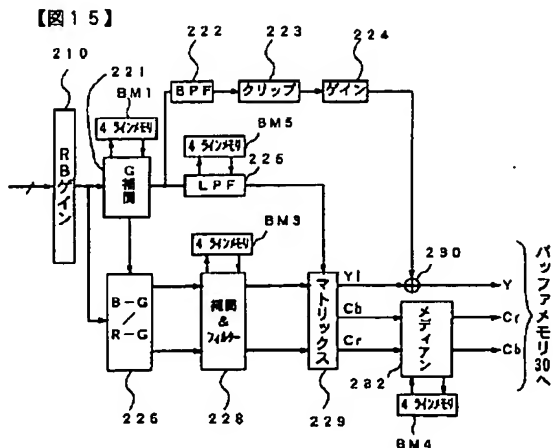 【図15】
210
221
222
223
224
BM1
4 ラインメモリ
BPF
クリップ
ゲイン
RBゲイン
G補間
BM5
4 ラインメモリ
225
LPF
BM3
4 ラインメモリ
B-G/R-G
補間&フィルター
マトリックス
Yl
Cb
Cr
230
メディアン
Y
Cr
Cb
バッファメモリ30へ
226
228
229
282
4 ラインメモリ
BM4